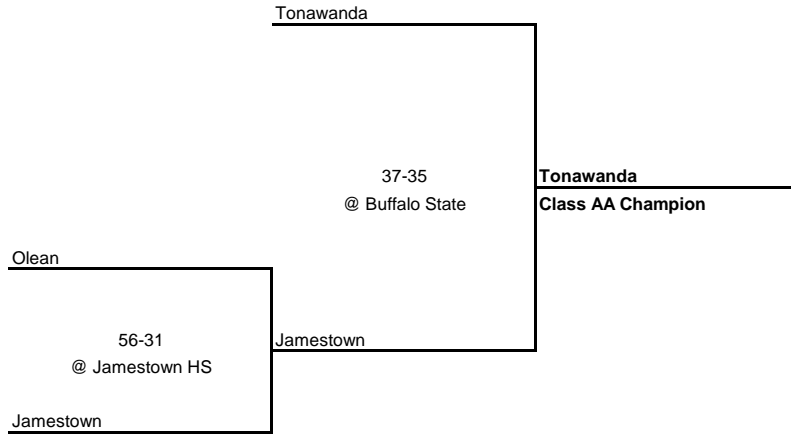 Tonawanda
37-35
Tonawanda
@ Buffalo State
Class AA Champion
Olean
56-31
Jamestown
@ Jamestown HS
Jamestown